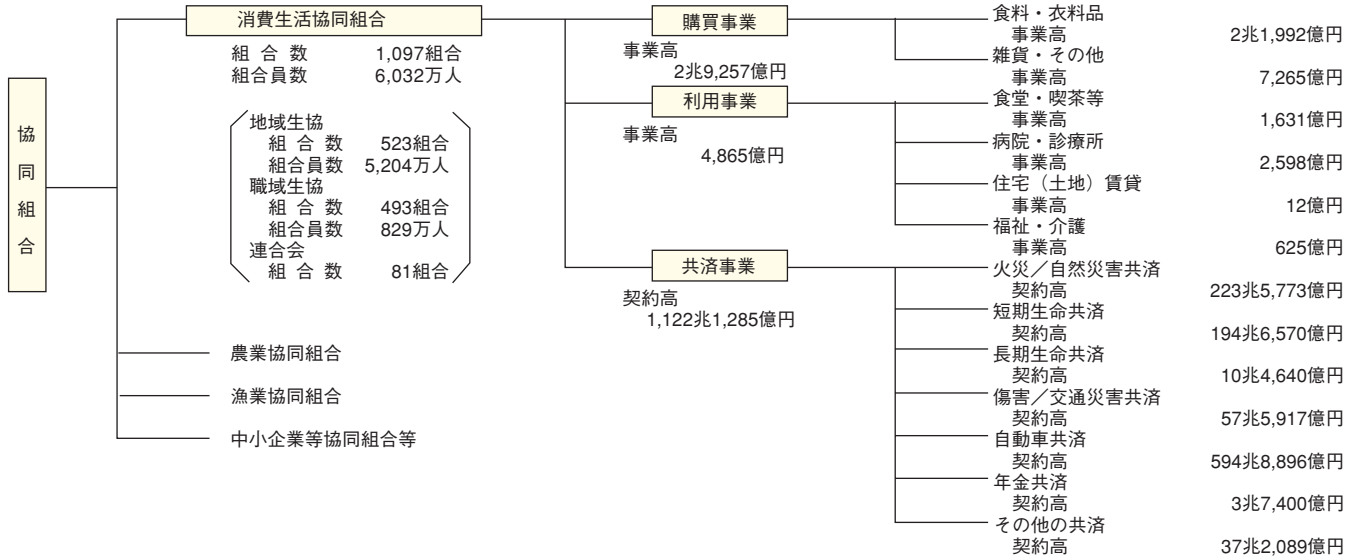 協同組合
消費生活協同組合
組合数 1,097組合
組合員数 6,032万人
地域生協
組合数 523組合
組合員数 5,204万人
職域生協
組合数 493組合
組合員数 829万人
連合会
組合数 81組合
農業協同組合
漁業協同組合
中小企業等協同組合等
購買事業
事業高
2兆9,257億円
利用事業
事業高
4,865億円
共済事業
契約高
1,122兆1,285億円
食料・衣料品
事業高 2兆1,992億円
雑貨・その他
事業高 7,265億円
食堂・喫茶等
事業高 1,631億円
病院・診療所
事業高 2,598億円
住宅（土地）賃貸
事業高 12億円
福祉・介護
事業高 625億円
火災／自然災害共済
契約高 223兆5,773億円
短期生命共済
契約高 194兆6,570億円
長期生命共済
契約高 10兆4,640億円
傷害／交通災害共済
契約高 57兆5,917億円
自動車共済
契約高 594兆8,896億円
年金共済
契約高 3兆7,400億円
その他の共済
契約高 37兆2,089億円